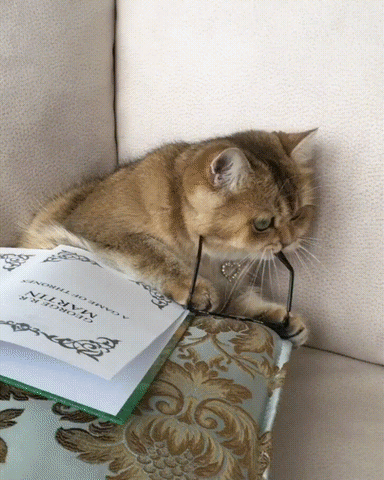 GEORGE R.R.
MARTIN
A GAME OF THRONES